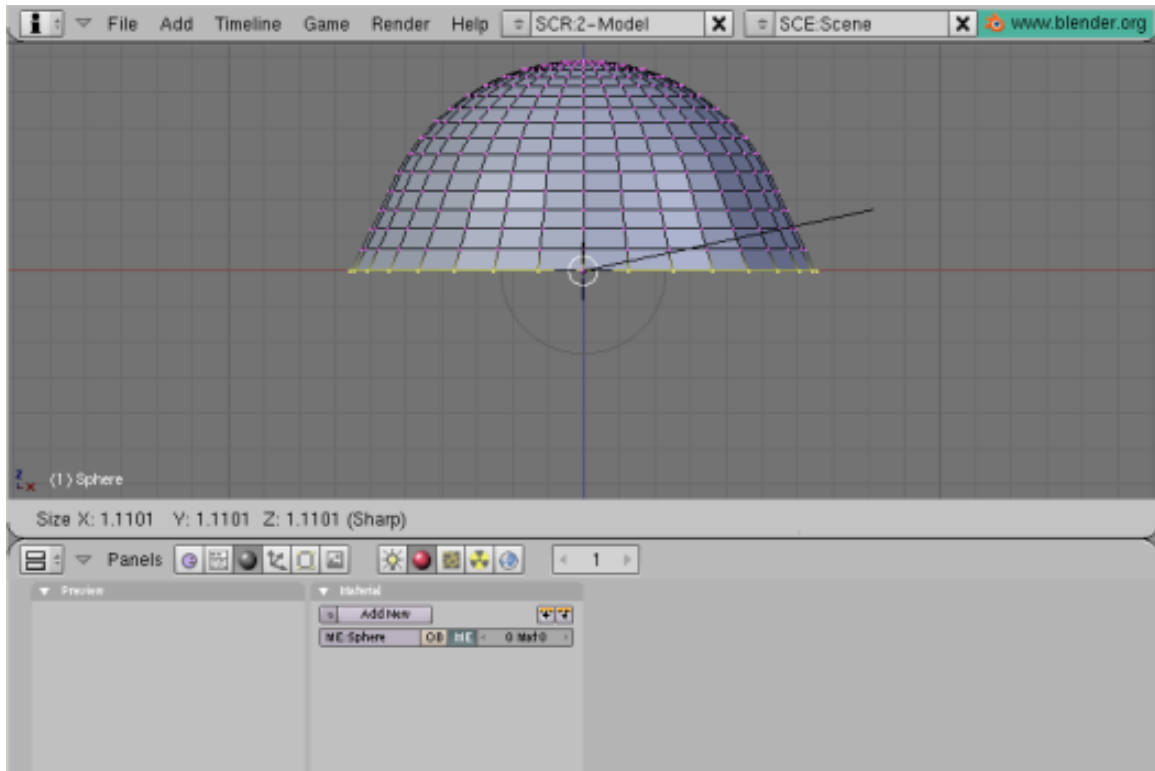 File Add Timeline Game Render Help SCR:2-Model X SCE:Scene X www.blender.org
Z
X
(1) Sphere
Size X: 1.1101 Y: 1.1101 Z: 1.1101 (Sharp)
Panels 1
Preview Material
Add New
ME:Sphere OB ME 0 Mat 0